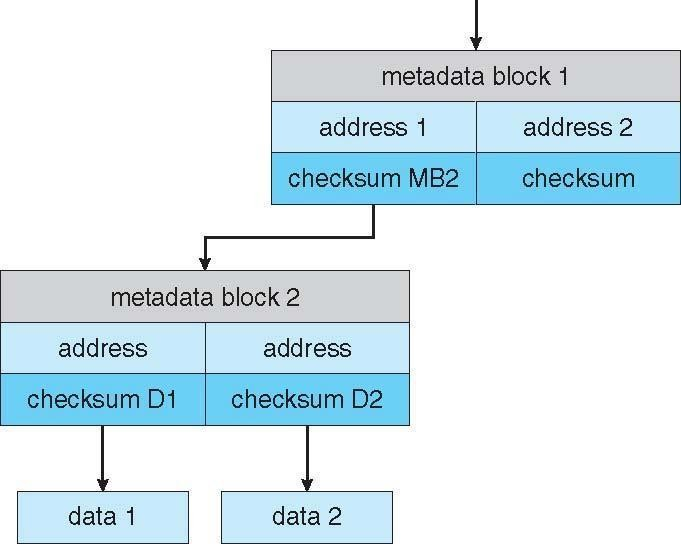 metadata block 1
address 1 address 2
checksum MB2 checksum
metadata block 2
address address
checksum D1 checksum D2
data 1 data 2